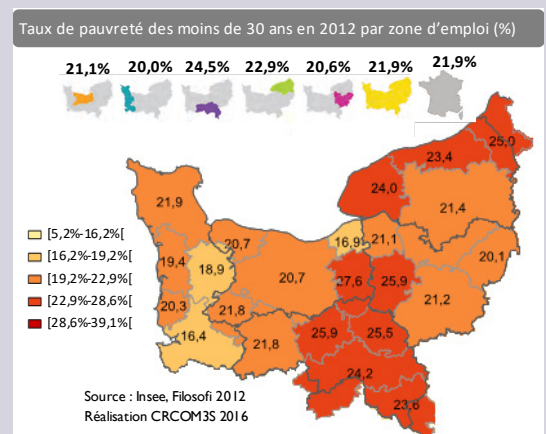 Taux de pauvreté des moins de 30 ans en 2012 par zone d'emploi (%)
21,1% 20,0% 24,5% 22,9% 20,6% 21,9% 21,9%
25,0
23,4
24,0
21,9
21,4
20,7 16,9 21,1
[5,2%-16,2%[
[16,2%-19,2%[
[19,2%-22,9%[
[22,9%-28,6%[
[28,6%-39,1%[
19,4 18,9 20,7 27,6 25,9 20,1
20,3 21,8 21,2
16,4 21,8 25,9 25,5
24,2
23,6
Source : Insee, Filosofi 2012
Réalisation CRCOM3S 2016